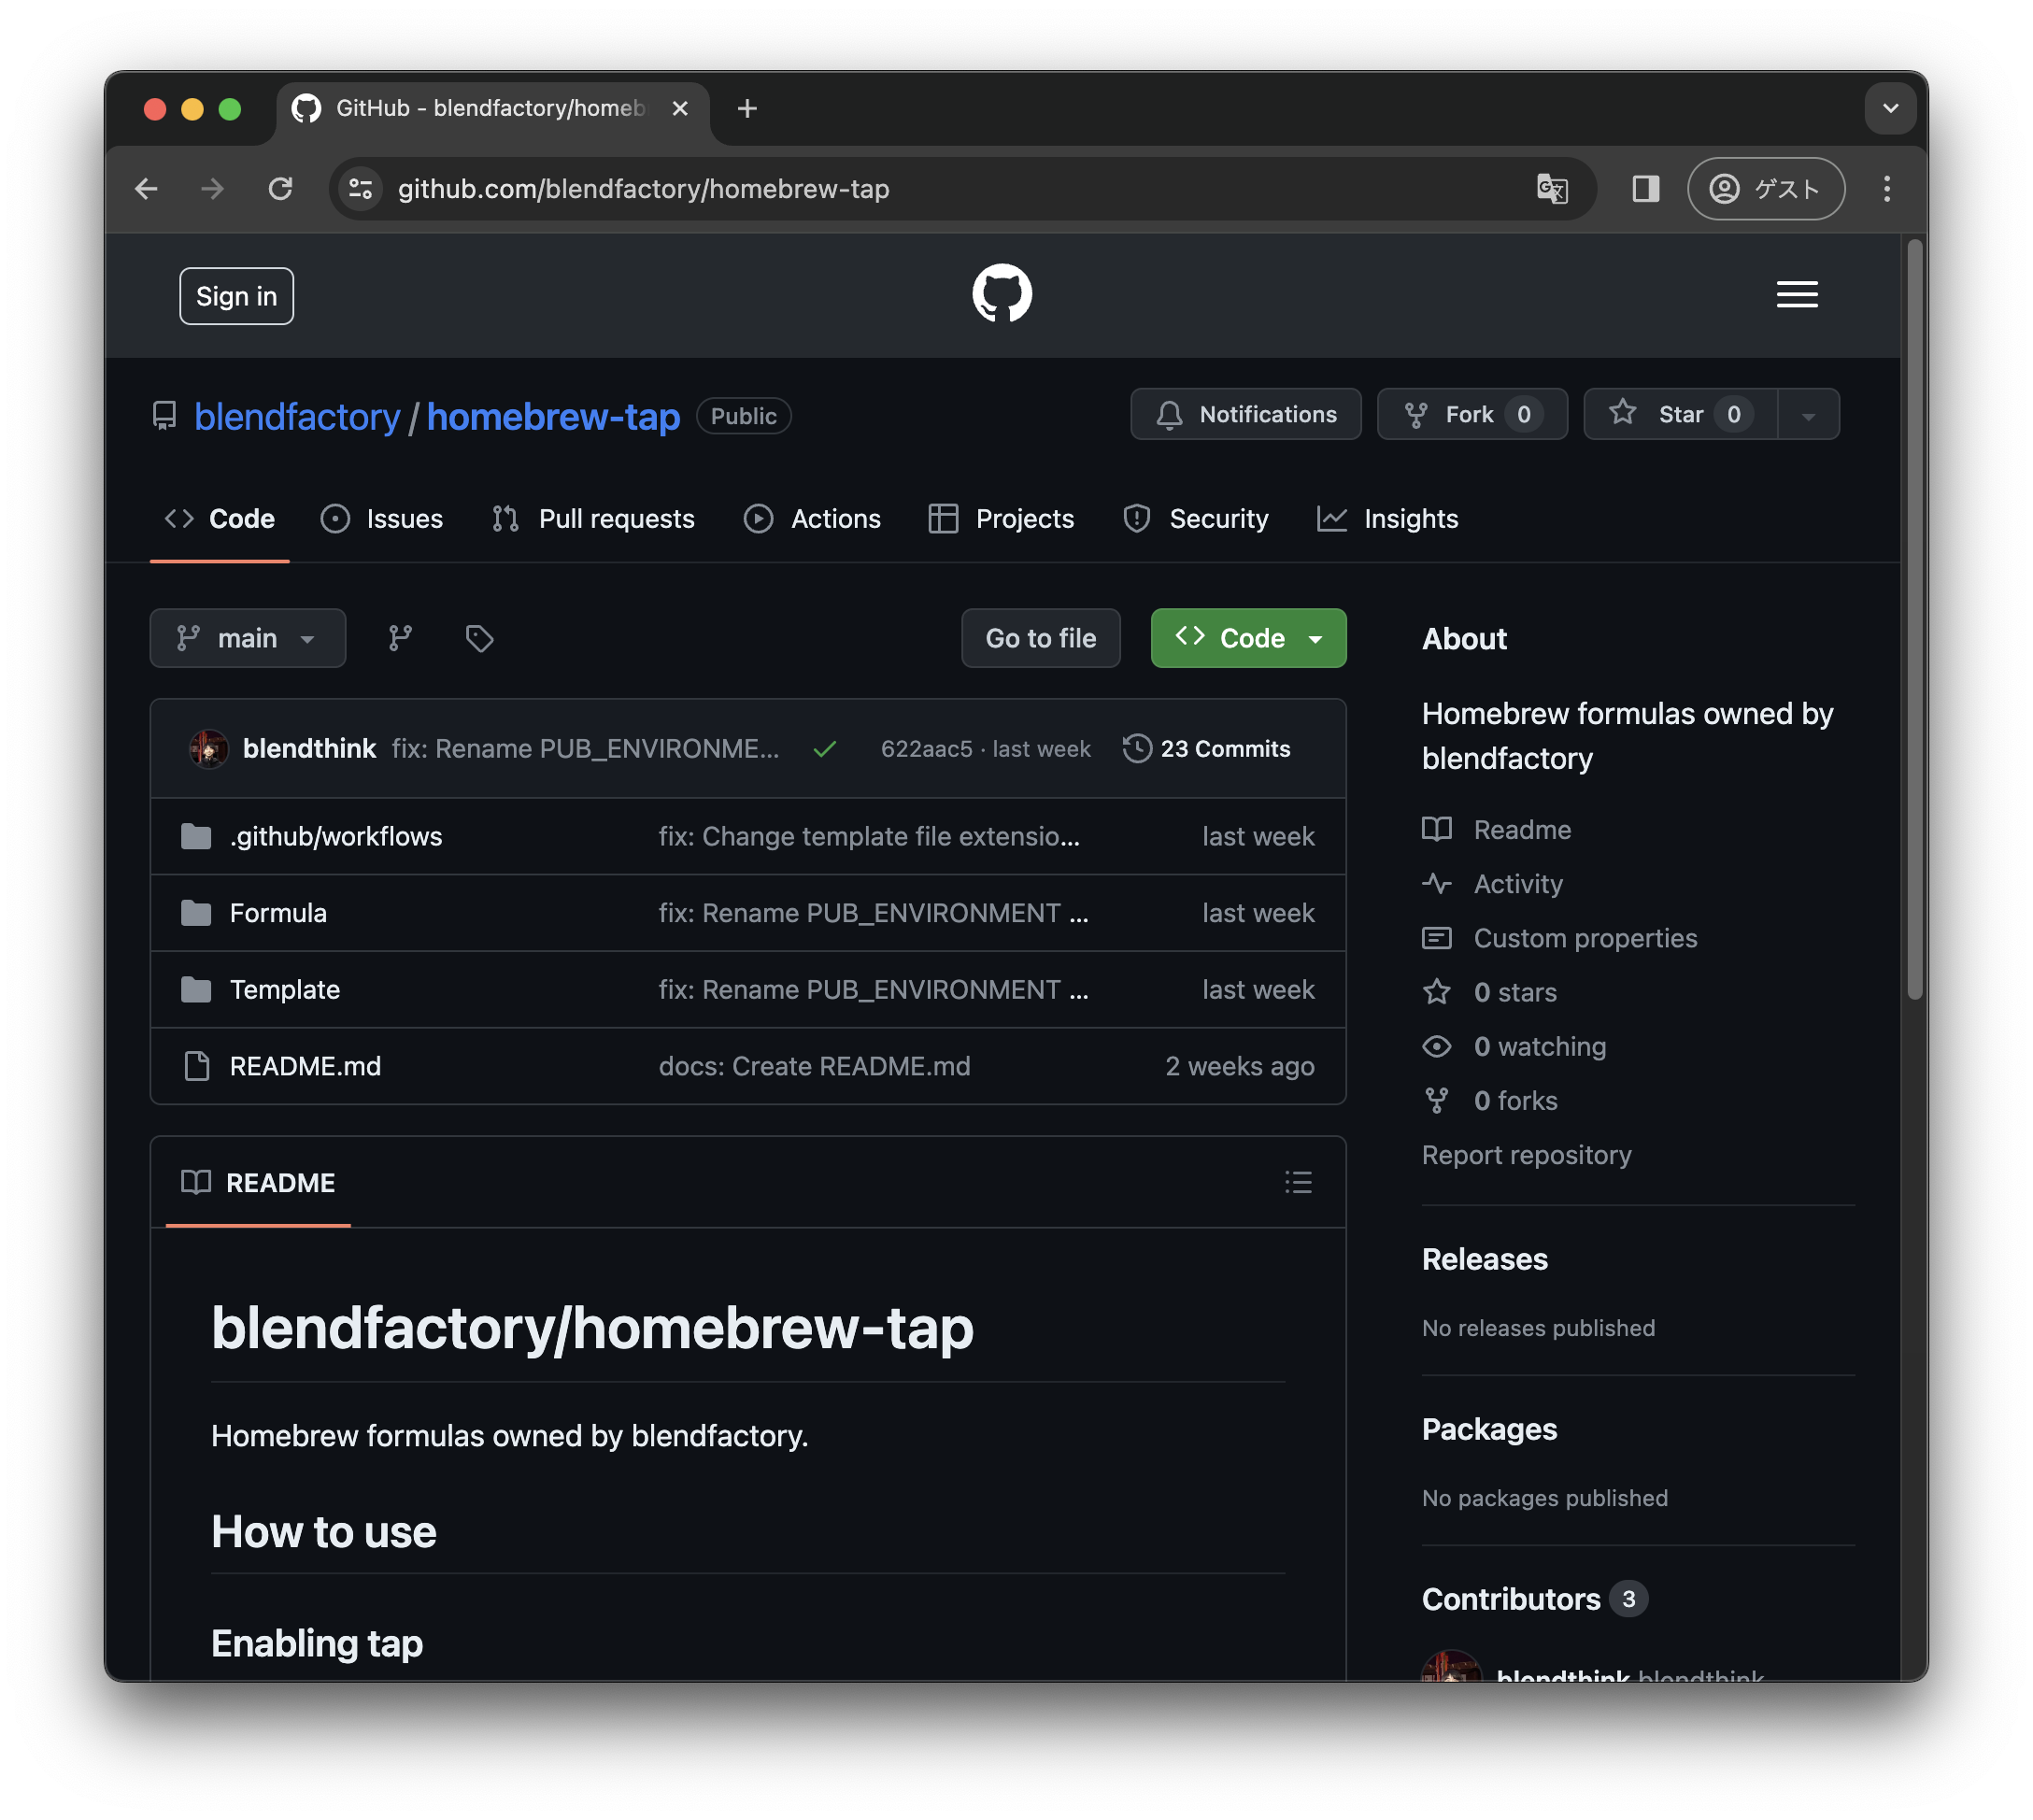 GitHub - blendfactory/homeb
github.com/blendfactory/homebrew-tap
ゲスト
Sign in
blendfactory / homebrew-tap Public
Notifications
Fork 0
Star 0
Code
Issues
Pull requests
Actions
Projects
Security
Insights
main
Go to file
Code
blendthink fix: Rename PUB_ENVIRONME... 622aac5 · last week 23 Commits
.github/workflows fix: Change template file extensio... last week
Formula fix: Rename PUB_ENVIRONMENT ... last week
Template fix: Rename PUB_ENVIRONMENT ... last week
README.md docs: Create README.md 2 weeks ago
README
blendfactory/homebrew-tap
Homebrew formulas owned by blendfactory.
How to use
Enabling tap
About
Homebrew formulas owned by
blendfactory
Readme
Activity
Custom properties
0 stars
0 watching
0 forks
Report repository
Releases
No releases published
Packages
No packages published
Contributors 3
blendthink blendthink